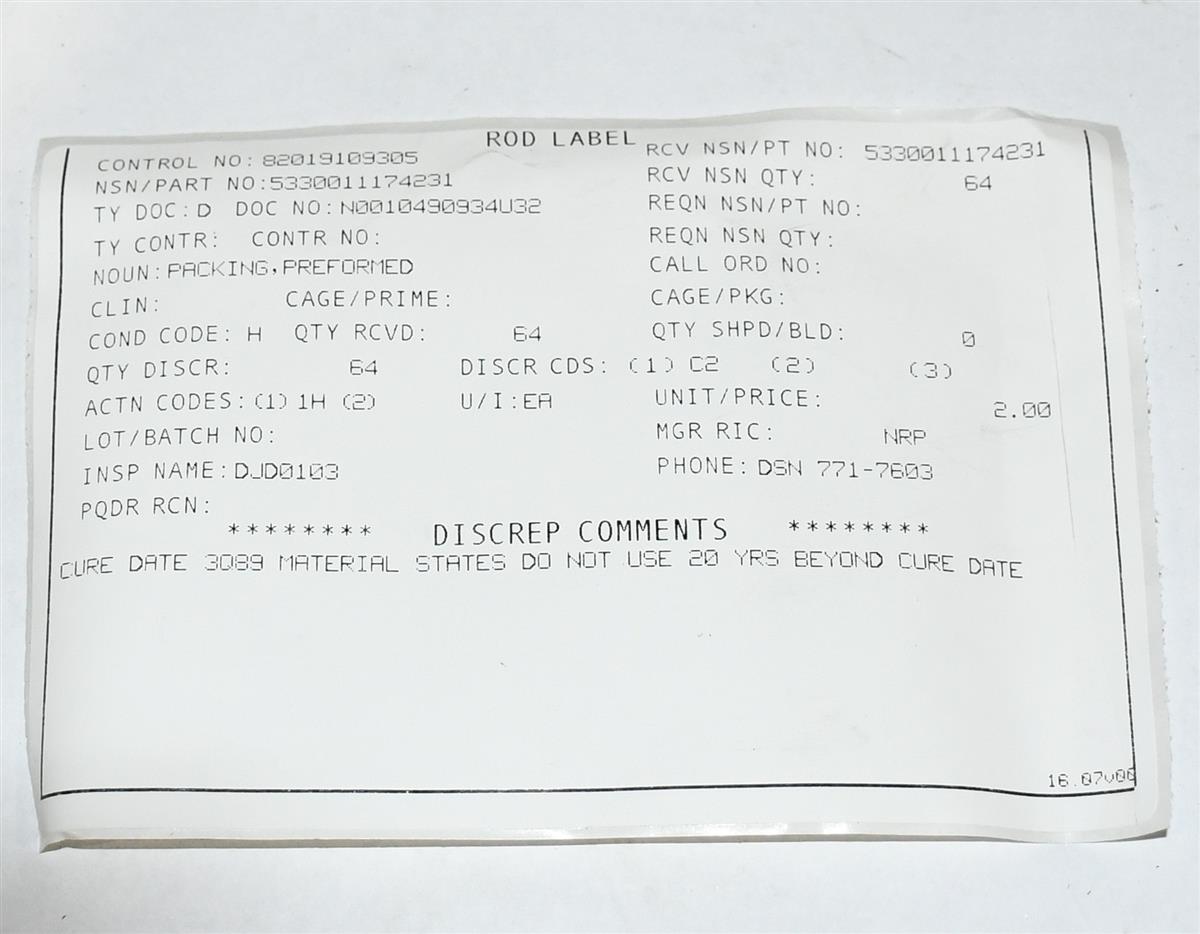 ROD LABEL
CONTROL NO: 82019109305 RCV NSN/PT NO: 5330011174231
NSN/PART NO:5330011174231 RCV NSN QTY: 64
TY DOC:D DOC NO:N0010490934U32 REQN NSN/PT NO:
TY CONTR: CONTR NO: REQN NSN QTY:
NOUN:PACKING,PREFORMED CALL ORD NO:
CLIN: CAGE/PRIME: CAGE/PKG:
COND CODE: H QTY RCVD: 64 QTY SHPD/BLD: 0
QTY DISCR: 64 DISCR CDS: (1) C2 (2) (3)
ACTN CODES:(1) 1H (2) U/I:EA UNIT/PRICE: 2.00
LOT/BATCH NO: MGR RIC: NRP
INSP NAME:DJD0103 PHONE: DSN 771-7603
PQDR RCN:
******** DISCREP COMMENTS ********
CURE DATE 3Q89 MATERIAL STATES DO NOT USE 20 YRS BEYOND CURE DATE
16.07v00